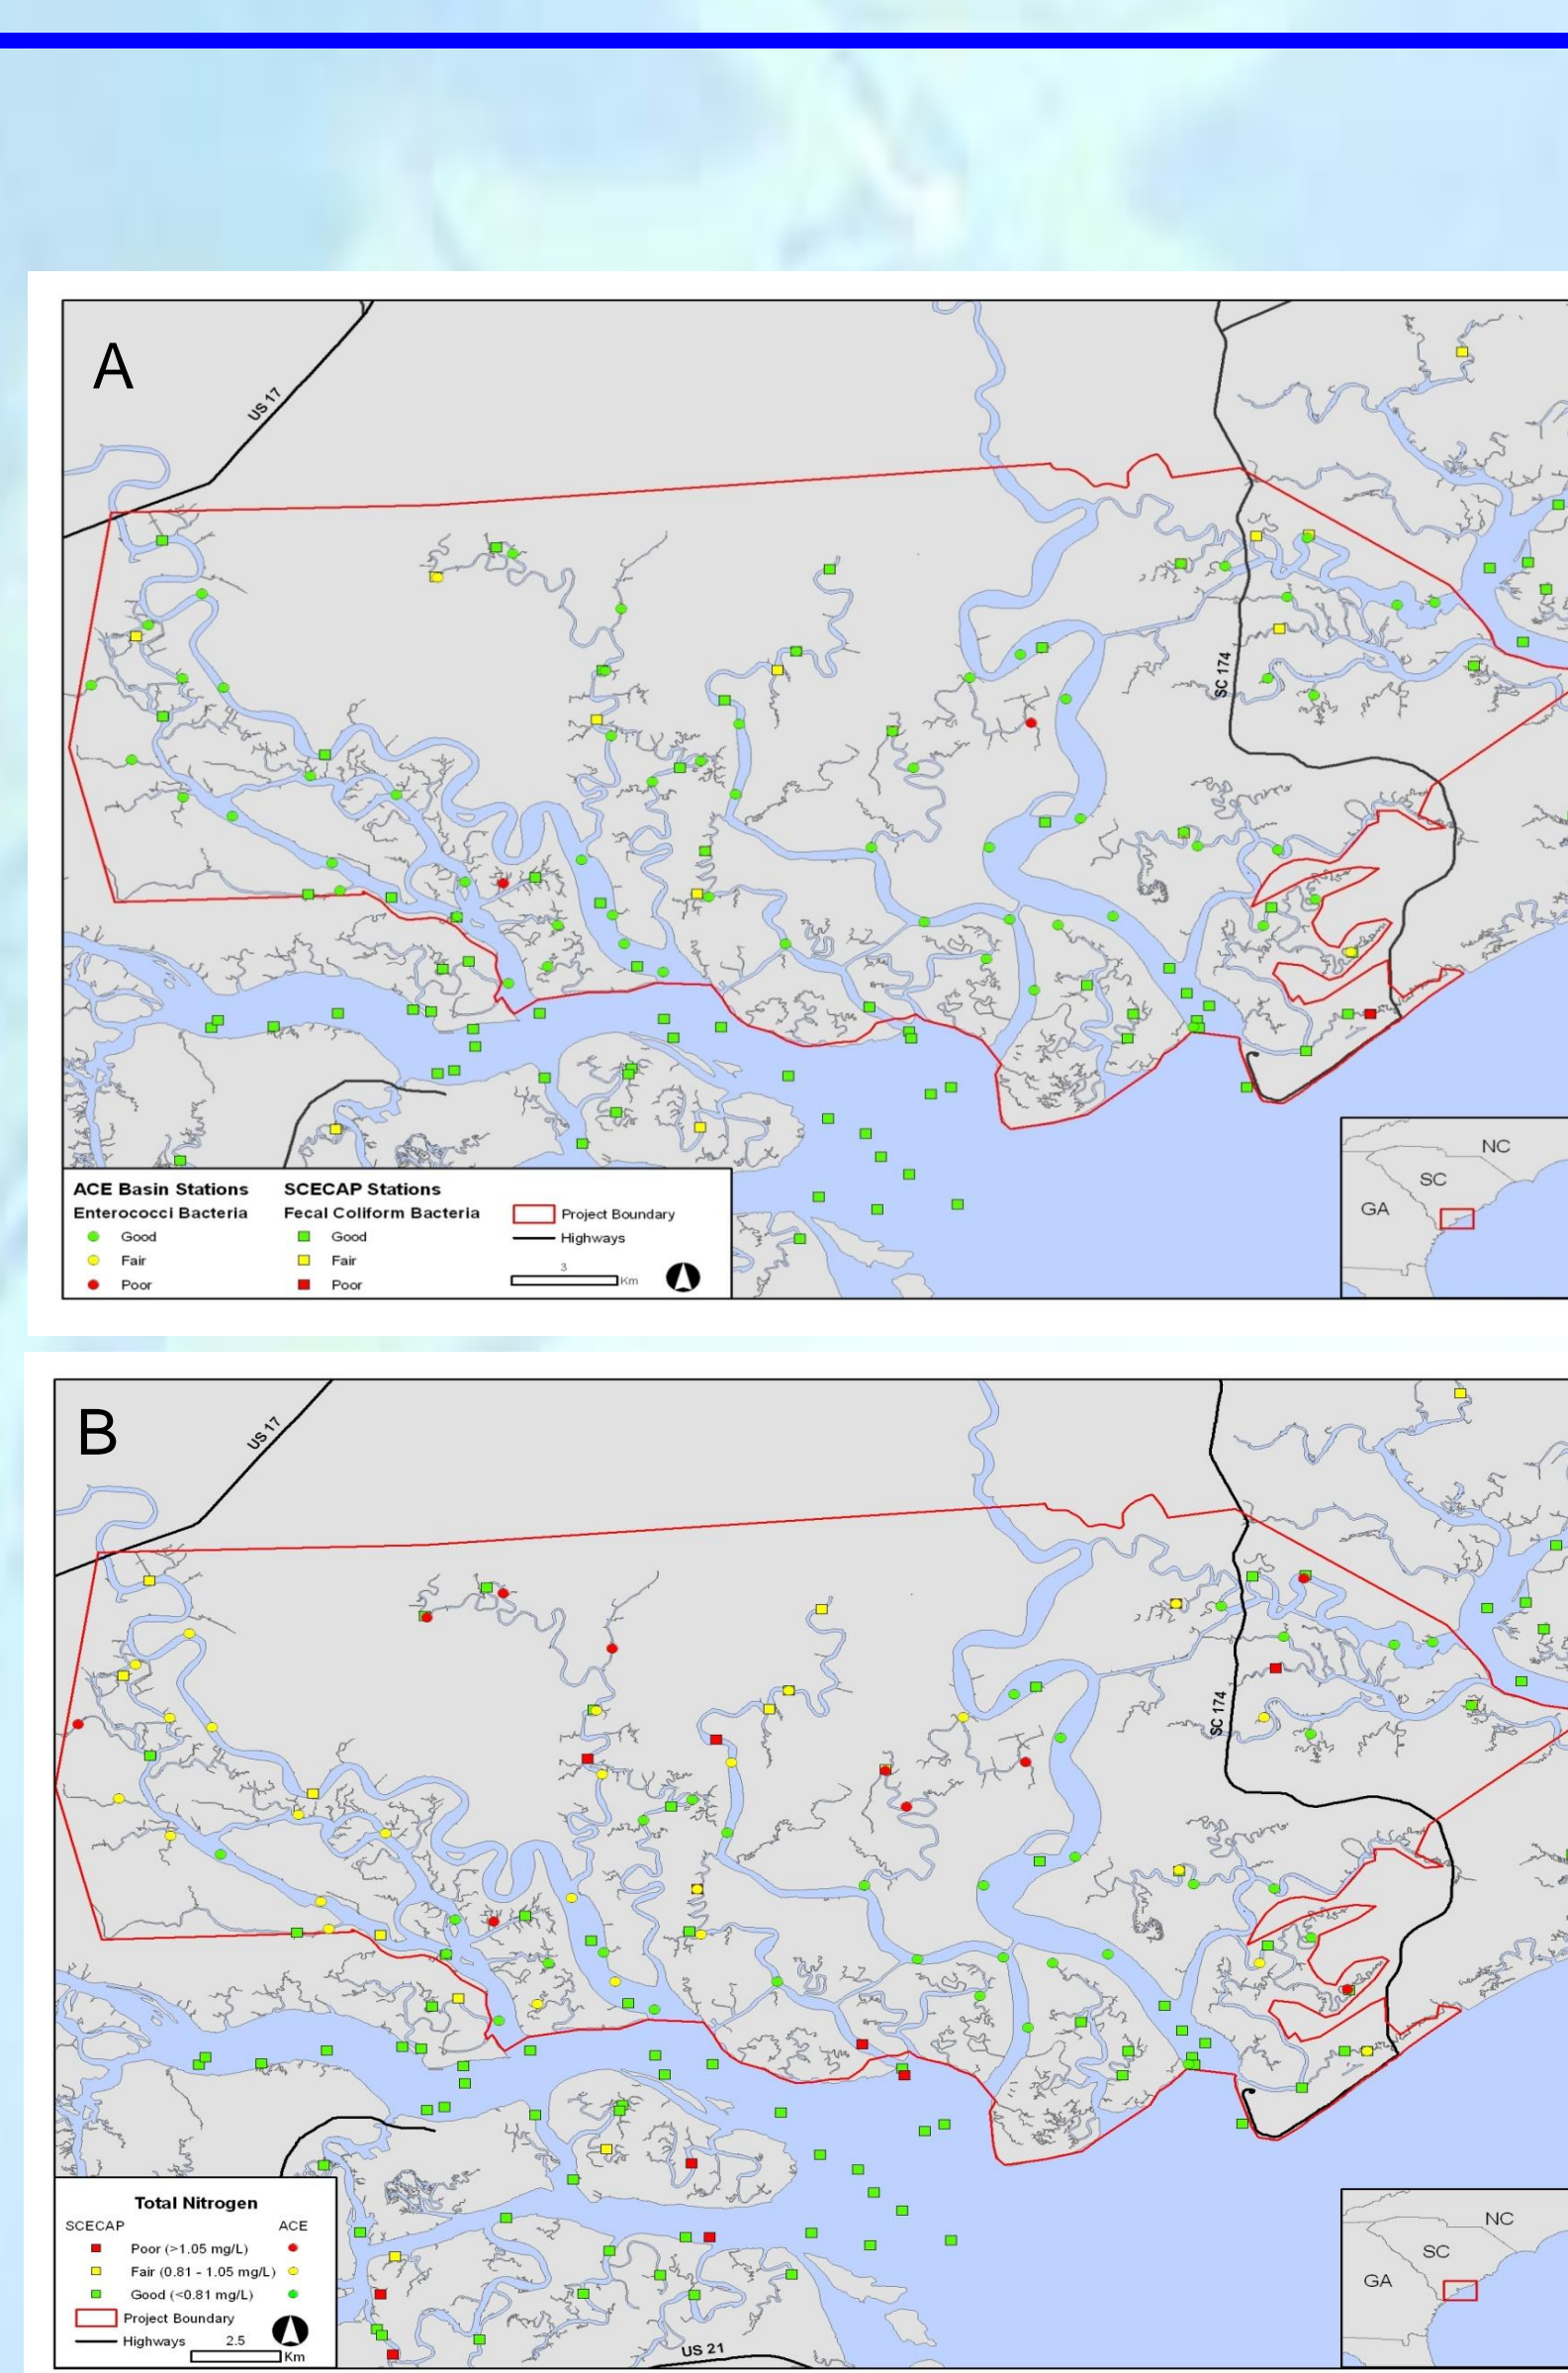 A
US 17
SC 174
NC
SC
GA
ACE Basin Stations
Enterococci Bacteria
Good
Fair
Poor
SCECAP Stations
Fecal Coliform Bacteria
Good
Fair
Poor
Project Boundary
Highways
3
Km
B
US 17
SC 174
Total Nitrogen
SCECAP ACE
Poor (>1.05 mg/L)
Fair (0.81 - 1.05 mg/L)
Good (<0.81 mg/L)
Project Boundary
Highways 2.5
Km
US 21
NC
SC
GA